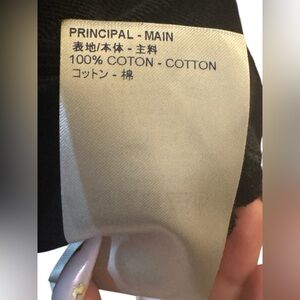 PRINCIPAL - MAIN
表地/本体 - 主料
100% COTON - COTTON
コットン - 棉